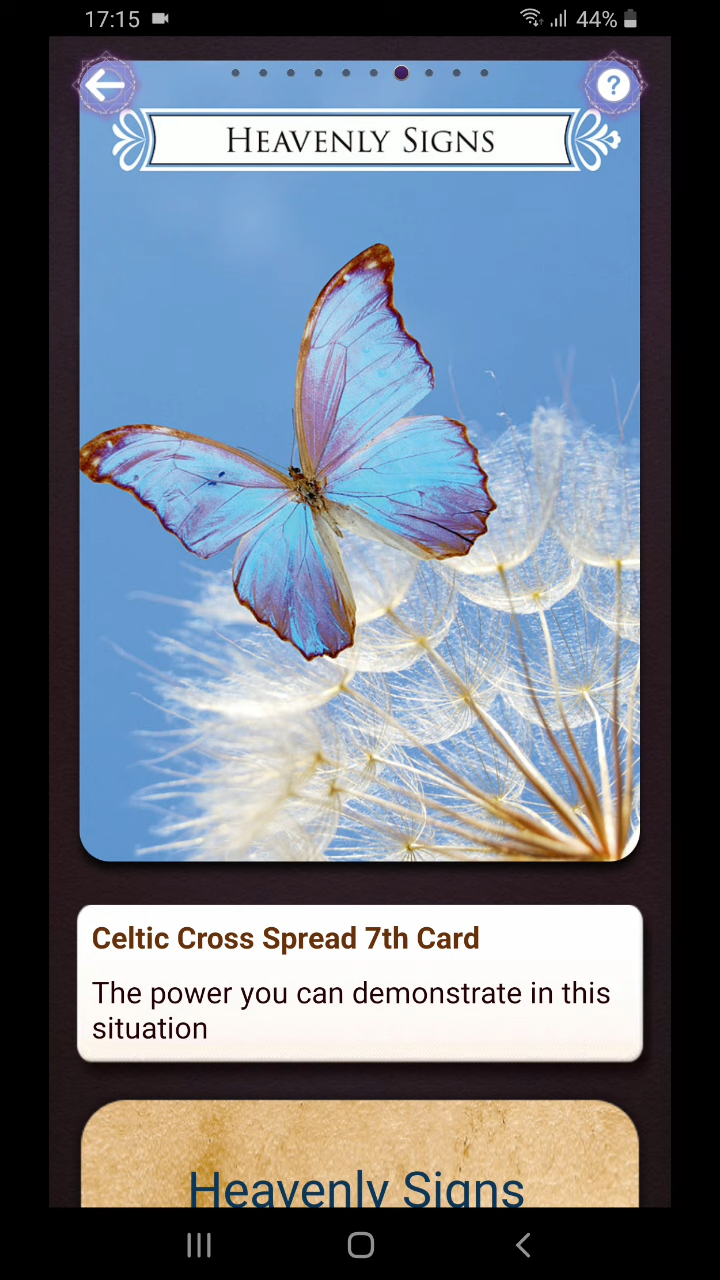 17:15
44%
?
HEAVENLY SIGNS
Celtic Cross Spread 7th Card
The power you can demonstrate in this
situation
Heavenly Signs